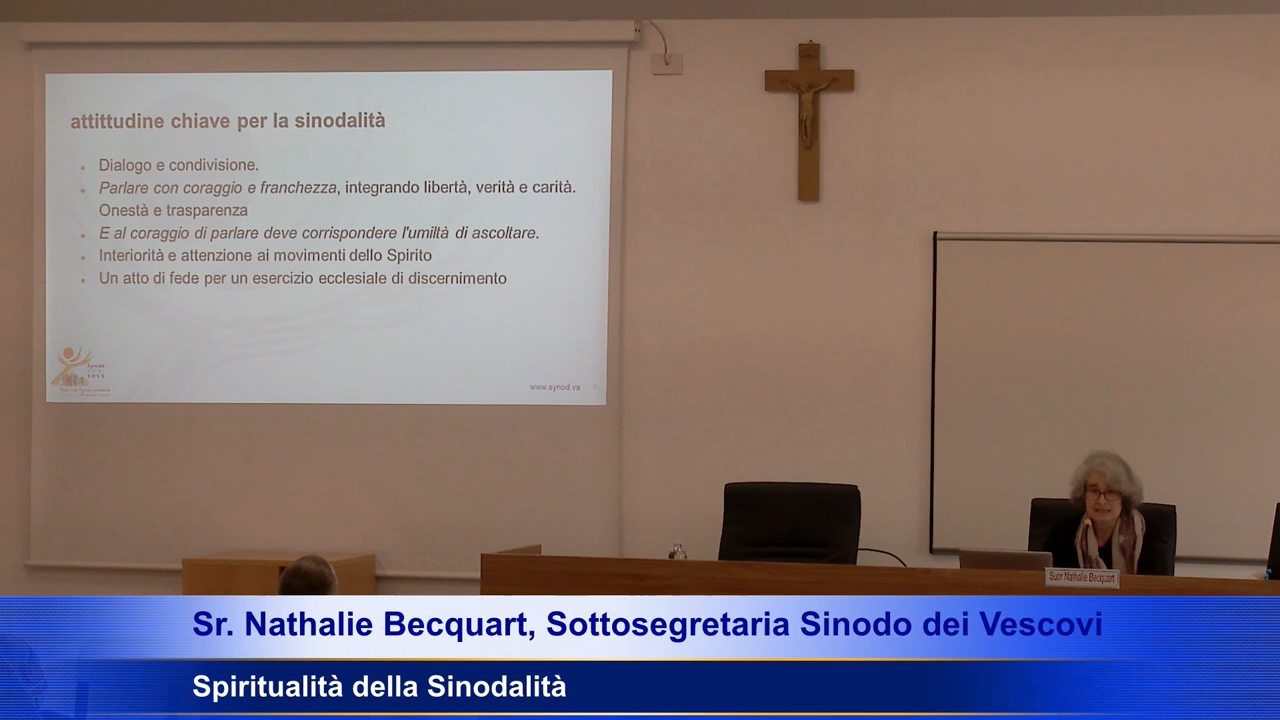 attittudine chiave per la sinodalità
Dialogo e condivisione.
Parlare con coraggio e franchezza, integrando libertà, verità e carità.
Onestà e trasparenza
E al coraggio di parlare deve corrispondere l'umiltà di ascoltare.
Interiorità e attenzione ai movimenti dello Spirito
Un atto di fede per un esercizio ecclesiale di discernimento
www.synod.va
Suor Nathalie Becquart
Sr. Nathalie Becquart, Sottosegretaria Sinodo dei Vescovi
Spiritualità della Sinodalità